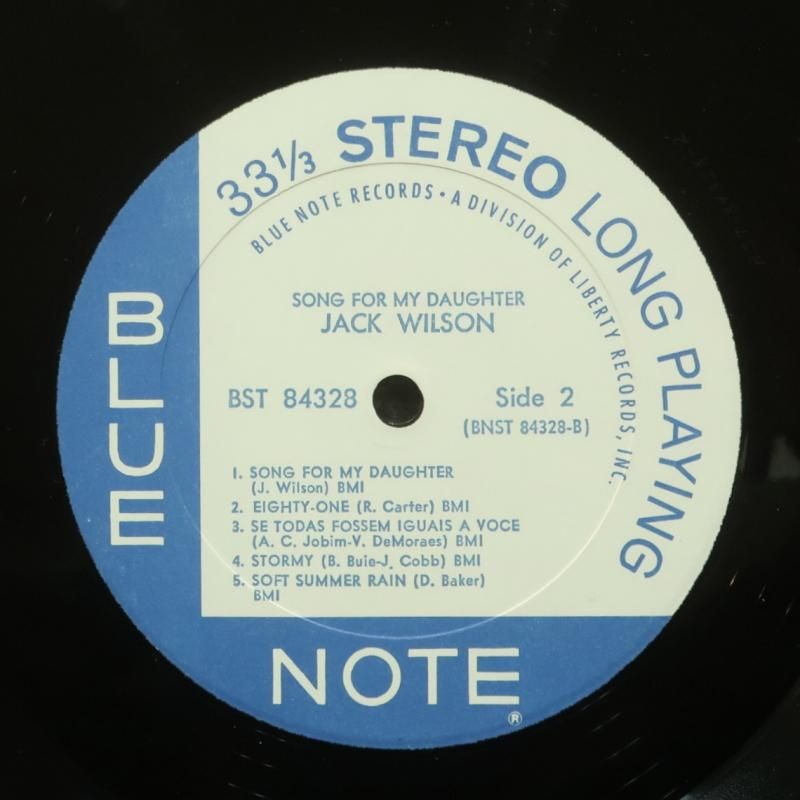 33⅓ STEREO LONG PLAYING
BLUE NOTE RECORDS • A DIVISION OF LIBERTY RECORDS, INC.
SONG FOR MY DAUGHTER
JACK WILSON
BST 84328
Side 2
(BNST 84328-B)
1. SONG FOR MY DAUGHTER
(J. Wilson) BMI
2. EIGHTY-ONE (R. Carter) BMI
3. SE TODAS FOSSEM IGUAIS A VOCE
(A. C. Jobim-V. DeMoraes) BMI
4. STORMY (B. Buie-J. Cobb) BMI
5. SOFT SUMMER RAIN (D. Baker)
BMI
BLUE
NOTE
®